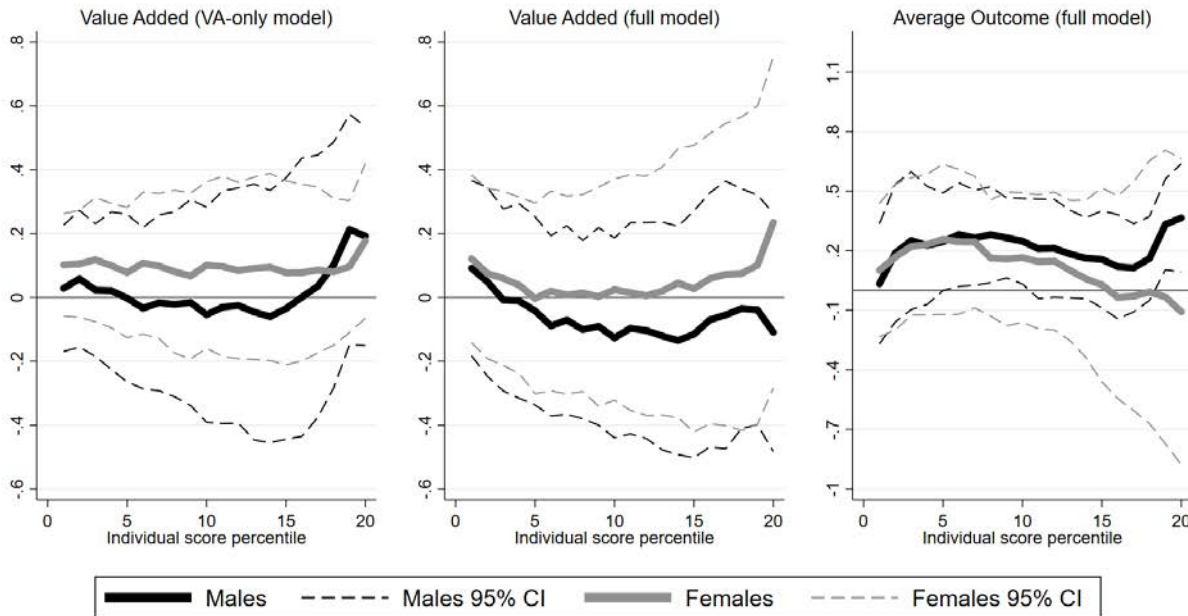 Value Added (VA-only model)
Value Added (full model)
Average Outcome (full model)
.8
.6
.4
.2
0
-.2
-.4
-.6
0 5 10 15 20
Individual score percentile
.8
.6
.4
.2
0
-.2
-.4
-.6
0 5 10 15 20
Individual score percentile
1.1
.8
.5
.2
-.1
-.4
-.7
-1
0 5 10 15 20
Individual score percentile
Males Males 95% CI Females Females 95% CI